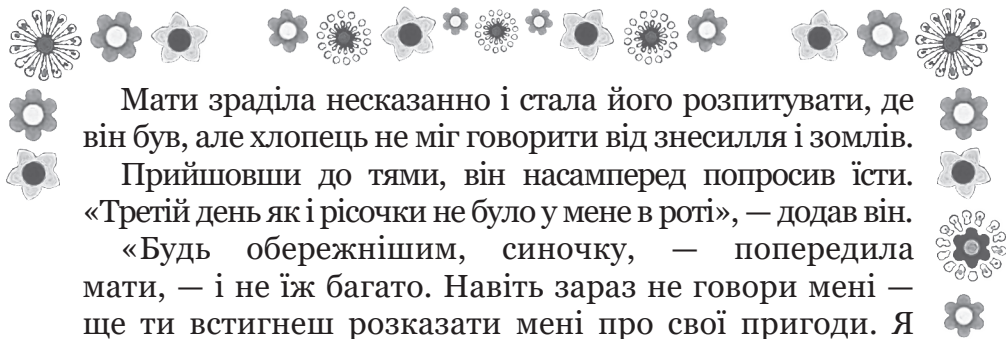 Мати зраділа несказанно і стала його розпитувати, де
він був, але хлопець не міг говорити від знесилля і зомлів.
Прийшовши до тями, він насамперед попросив їсти.
«Третій день як і рісочки не було у мене в роті», — додав він.
«Будь обережнішим, синочку, — попередила
мати, — і не їж багато. Навіть зараз не говори мені —
ще ти встигнеш розказати мені про свої пригоди. Я